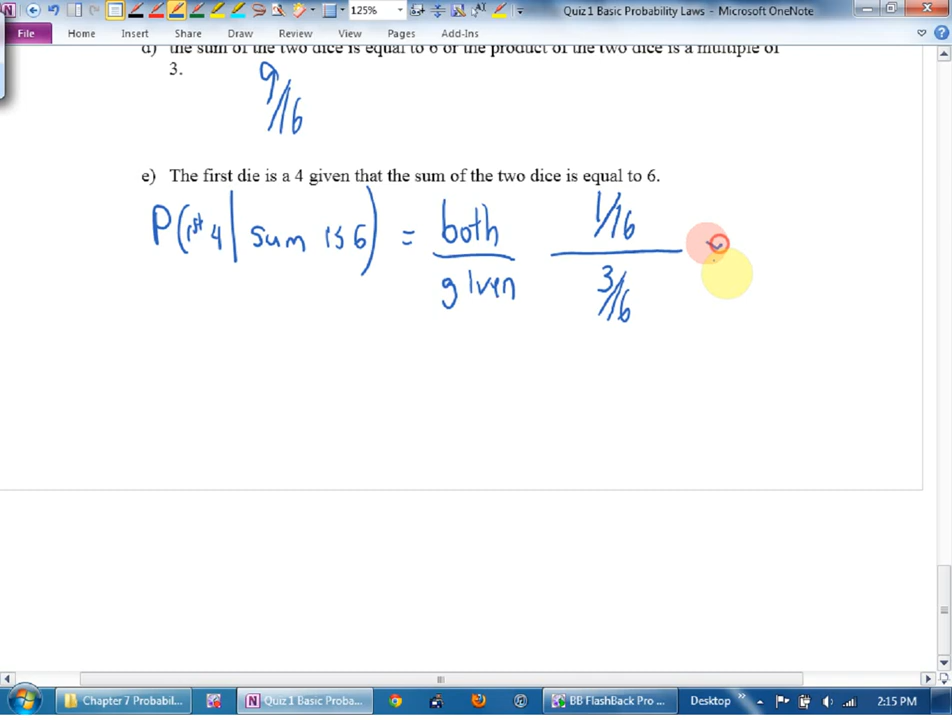 125%
Quiz 1 Basic Probability Laws - Microsoft OneNote
File Home Insert Share Draw Review View Pages Add-Ins
d) the sum of the two dice is equal to 6 or the product of the two dice is a multiple of
3.
9/16
e) The first die is a 4 given that the sum of the two dice is equal to 6.
P(1st 4 | sum is 6) = both / given 1/16 / 3/16
Chapter 7 Probabil... Quiz 1 Basic Proba... BB FlashBack Pro ... Desktop » 2:15 PM